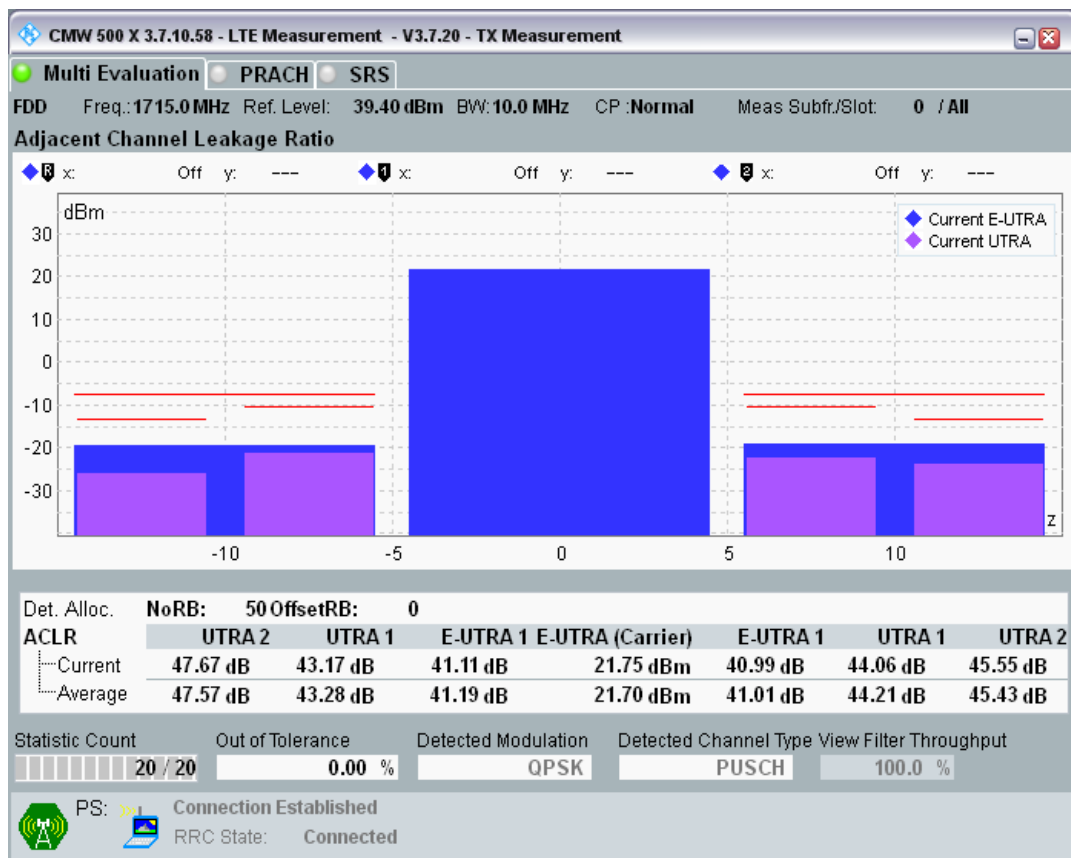 CMW 500 X 3.7.10.58 - LTE Measurement - V3.7.20 - TX Measurement
Multi Evaluation PRACH SRS
FDD Freq.:1715.0 MHz Ref. Level: 39.40 dBm BW:10.0 MHz CP :Normal Meas Subfr./Slot: 0 / All
Adjacent Channel Leakage Ratio
R x: Off y: --- 1 x: Off y: --- 2 x: Off y: ---
dBm
Current E-UTRA
Current UTRA
30
20
10
0
-10
-20
-30
z
-10 -5 0 5 10
Det. Alloc. NoRB: 50 OffsetRB: 0
ACLR UTRA 2 UTRA 1 E-UTRA 1 E-UTRA (Carrier) E-UTRA 1 UTRA 1 UTRA 2
Current 47.67 dB 43.17 dB 41.11 dB 21.75 dBm 40.99 dB 44.06 dB 45.55 dB
Average 47.57 dB 43.28 dB 41.19 dB 21.70 dBm 41.01 dB 44.21 dB 45.43 dB
Statistic Count Out of Tolerance Detected Modulation Detected Channel Type View Filter Throughput
20 / 20 0.00 % QPSK PUSCH 100.0 %
PS: Connection Established
RRC State: Connected